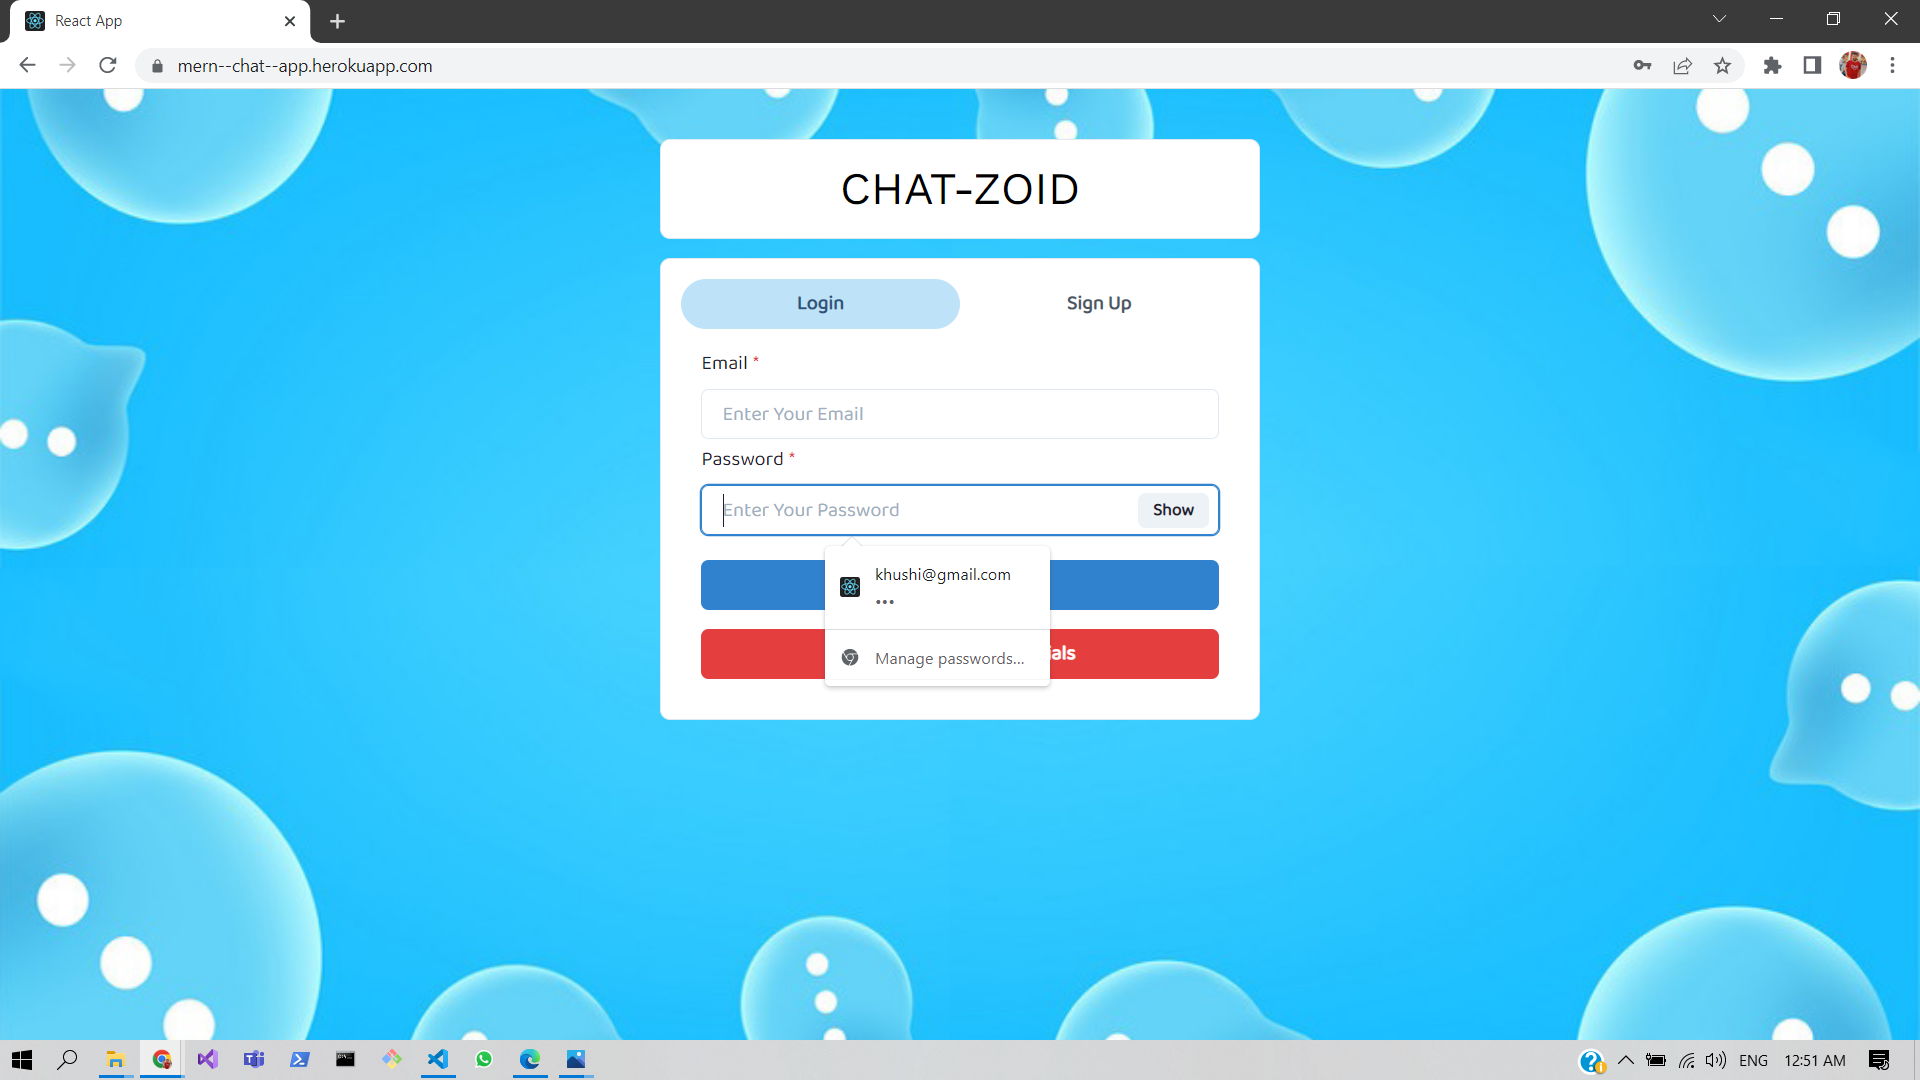 React App
mern--chat--app.herokuapp.com
CHAT-ZOID
Login
Sign Up
Email *
Enter Your Email
Password *
Enter Your Password
Show
khushi@gmail.com
•••
Manage passwords...
ials
ENG
12:51 AM